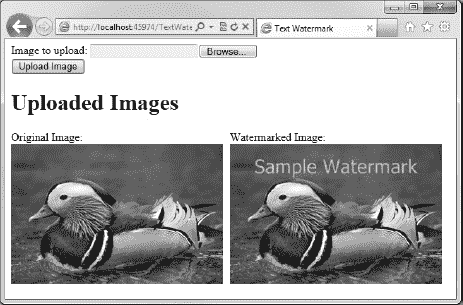 http://localhost:45974/TextWate
Text Watermark
Image to upload:
Browse...
Upload Image
Uploaded Images
Original Image:
Watermarked Image:
Sample Watermark